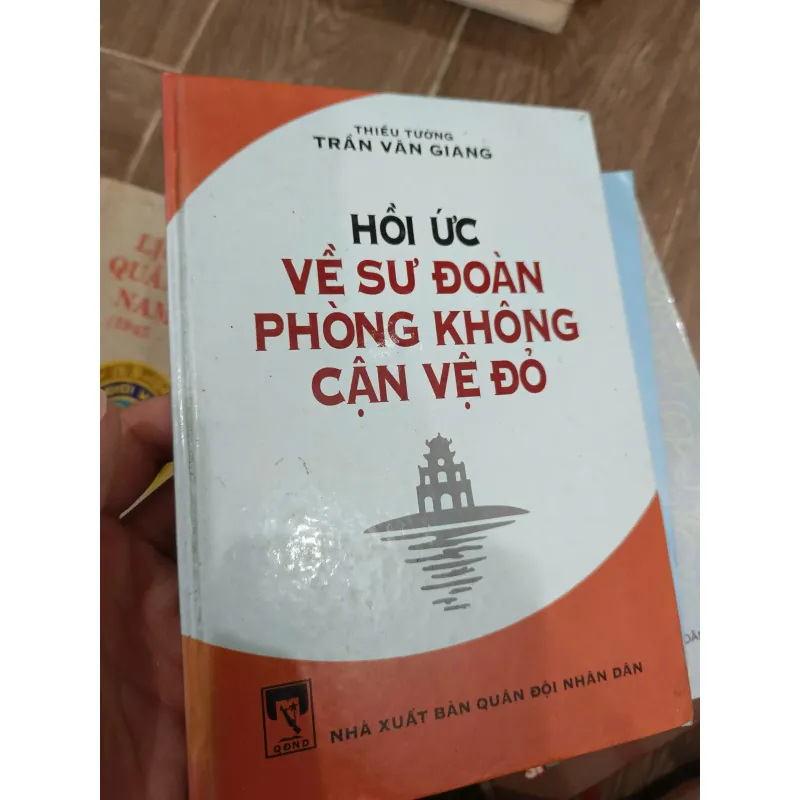 THIẾU TƯỚNG
TRẦN VĂN GIANG
HỒI ỨC
VỀ SƯ ĐOÀN
PHÒNG KHÔNG
CẬN VỆ ĐỎ
QĐND
NHÀ XUẤT BẢN QUÂN ĐỘI NHÂN DÂN
NAM